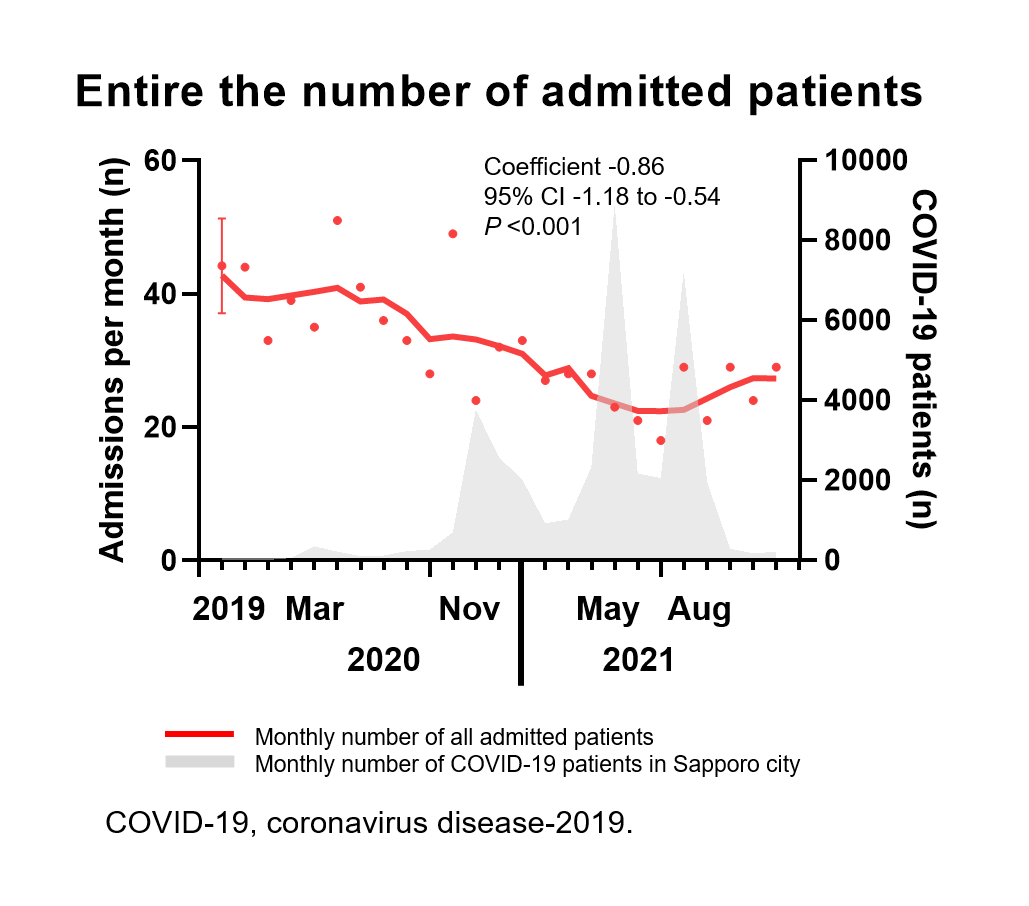 Entire the number of admitted patients
Admissions per month (n)
60
40
20
0
Coefficient -0.86
95% CI -1.18 to -0.54
P <0.001
10000
8000
6000
4000
2000
0
COVID-19 patients (n)
2019 Mar Nov May Aug
2020 2021
Monthly number of all admitted patients
Monthly number of COVID-19 patients in Sapporo city
COVID-19, coronavirus disease-2019.